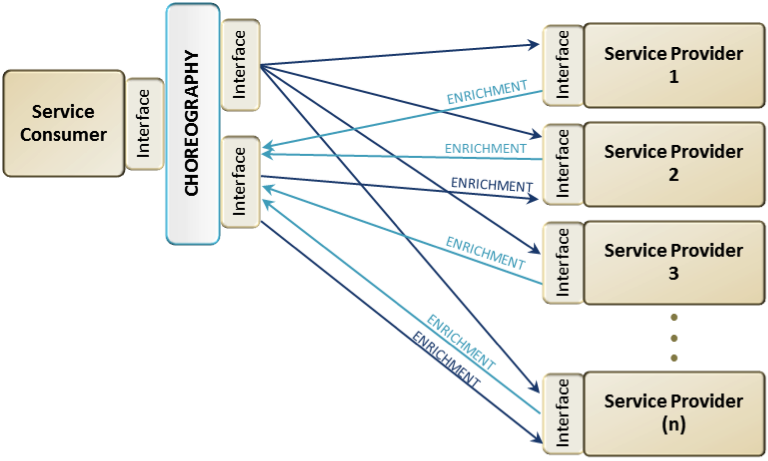 Service
Consumer
Interface
CHOREOGRAPHY
Interface
Interface
ENRICHMENT
ENRICHMENT
ENRICHMENT
ENRICHMENT
ENRICHMENT
ENRICHMENT
Interface
Service Provider
1
Interface
Service Provider
2
Interface
Service Provider
3
Interface
Service Provider
(n)